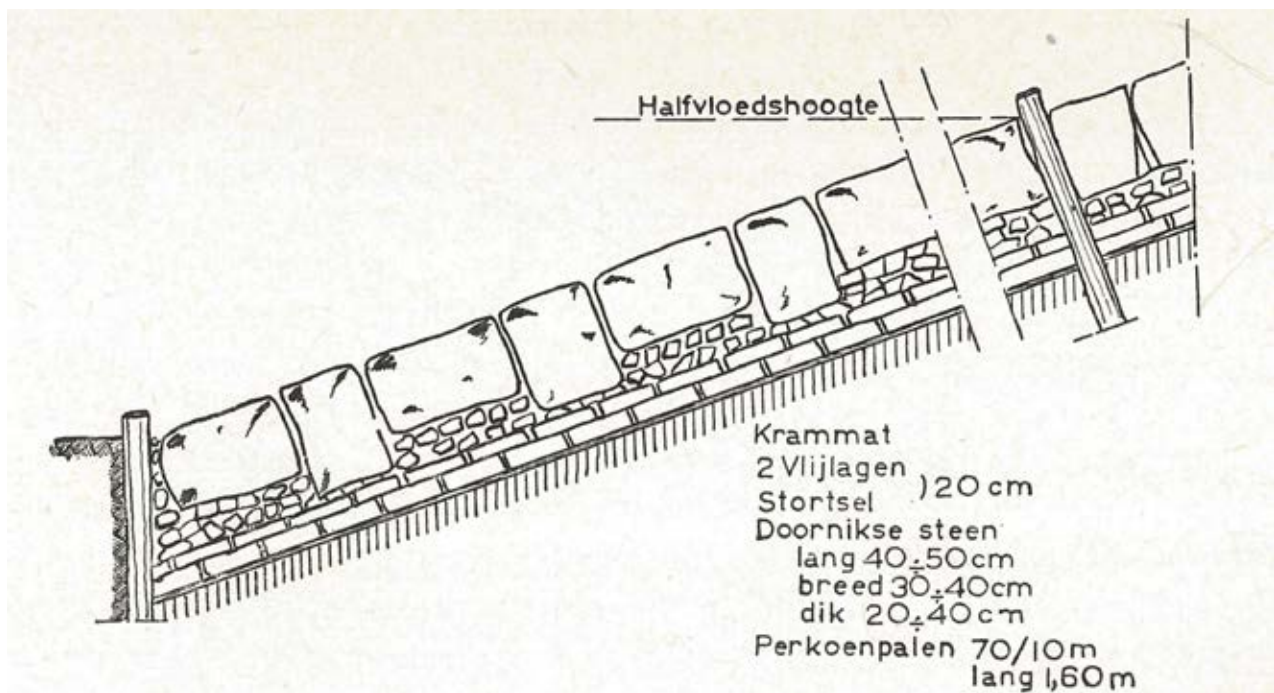 Halfvloedshoogte
Krammat
2 Vlijlagen
Stortsel )20 cm
Doornikse steen
lang 40÷50cm
breed 30÷40cm
dik 20÷40cm
Perkoenpalen 70/10m
lang 1,60m